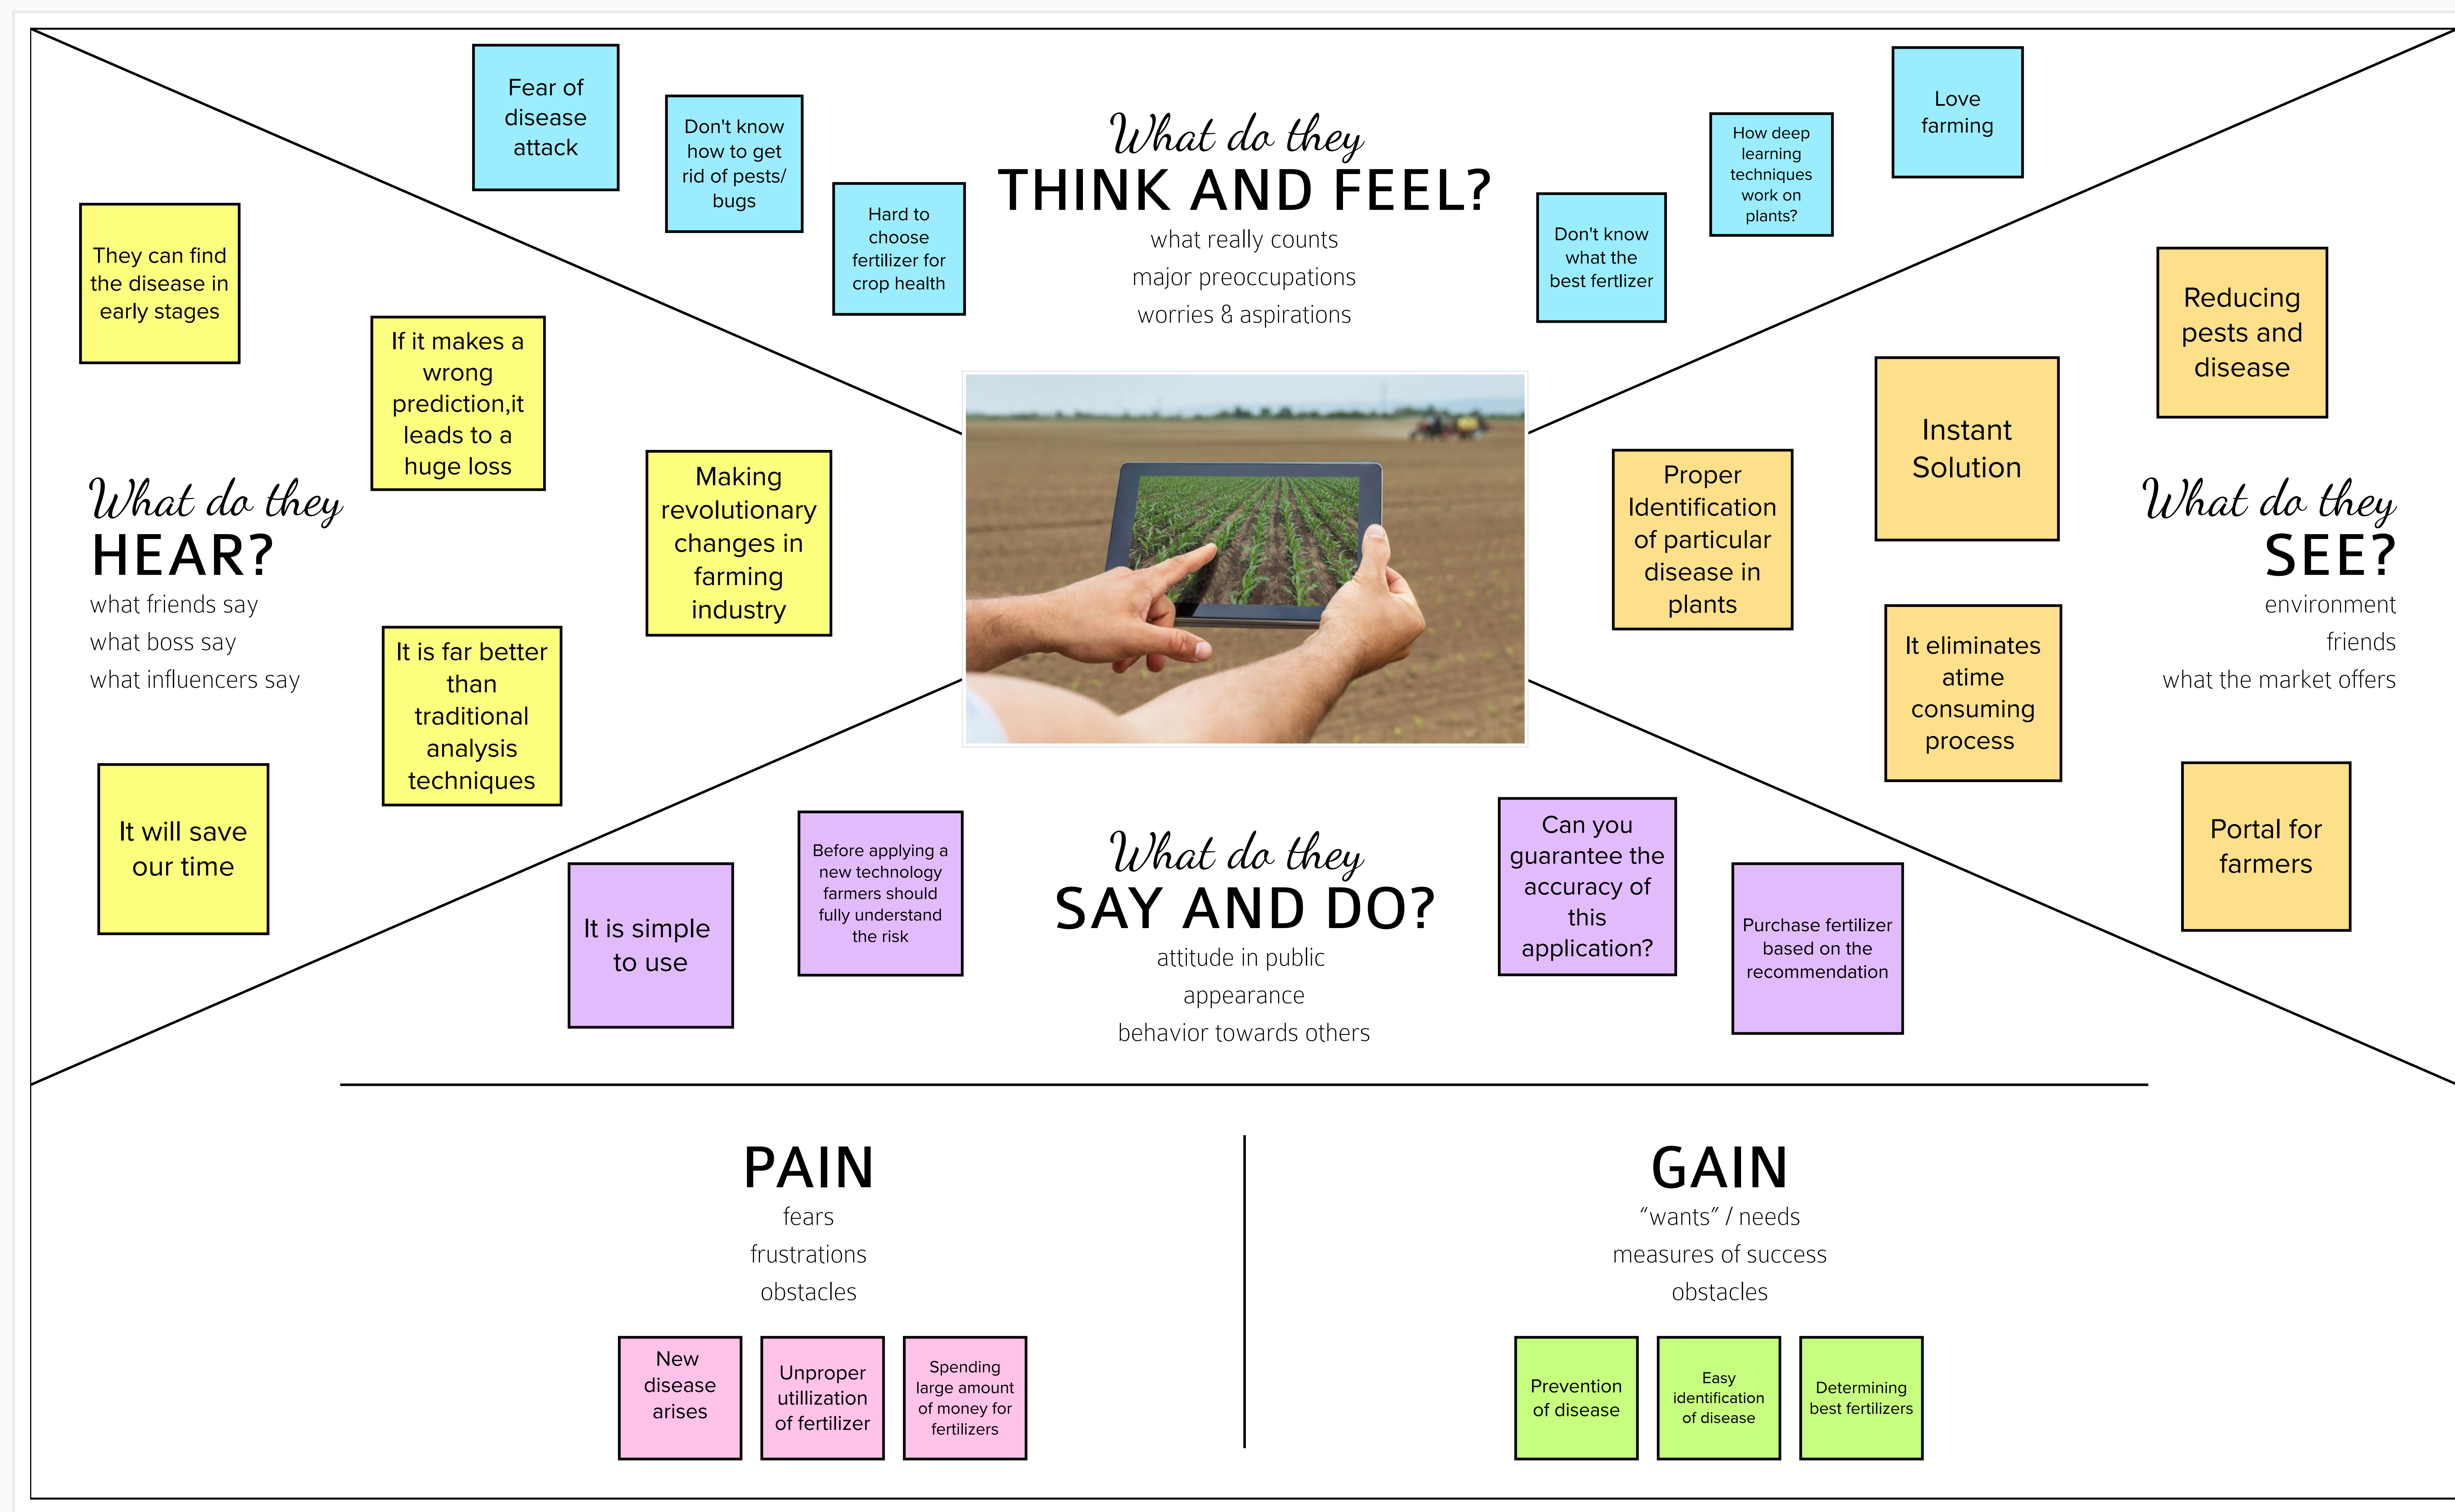 Fear of
disease
attack
Don't know
how to get
rid of pests/
bugs
Hard to
choose
fertilizer for
crop health
What do they
THINK AND FEEL?
what really counts
major preoccupations
worries & aspirations
Don't know
what the
best fertlizer
How deep
learning
techniques
work on
plants?
Love
farming
They can find
the disease in
early stages
If it makes a
wrong
prediction,it
leads to a
huge loss
Making
revolutionary
changes in
farming
industry
What do they
HEAR?
what friends say
what boss say
what influencers say
It is far better
than
traditional
analysis
techniques
It will save
our time
Reducing
pests and
disease
Instant
Solution
Proper
Identification
of particular
disease in
plants
What do they
SEE?
environment
friends
what the market offers
It eliminates
atime
consuming
process
Portal for
farmers
It is simple
to use
Before applying a
new technology
farmers should
fully understand
the risk
What do they
SAY AND DO?
attitude in public
appearance
behavior towards others
Can you
guarantee the
accuracy of
this
application?
Purchase fertilizer
based on the
recommendation
PAIN
fears
frustrations
obstacles
New
disease
arises
Unproper
utillization
of fertilizer
Spending
large amount
of money for
fertilizers
GAIN
“wants” / needs
measures of success
obstacles
Prevention
of disease
Easy
identification
of disease
Determining
best fertilizers